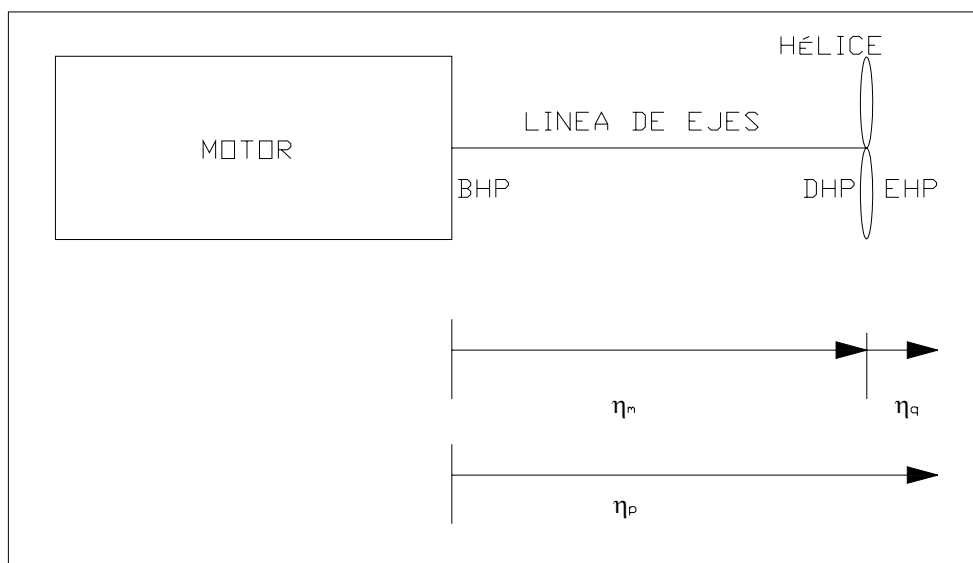 HÉLICE
LINEA DE EJES
MOTOR
BHP
DHP
EHP
ηm
ηq
ηp